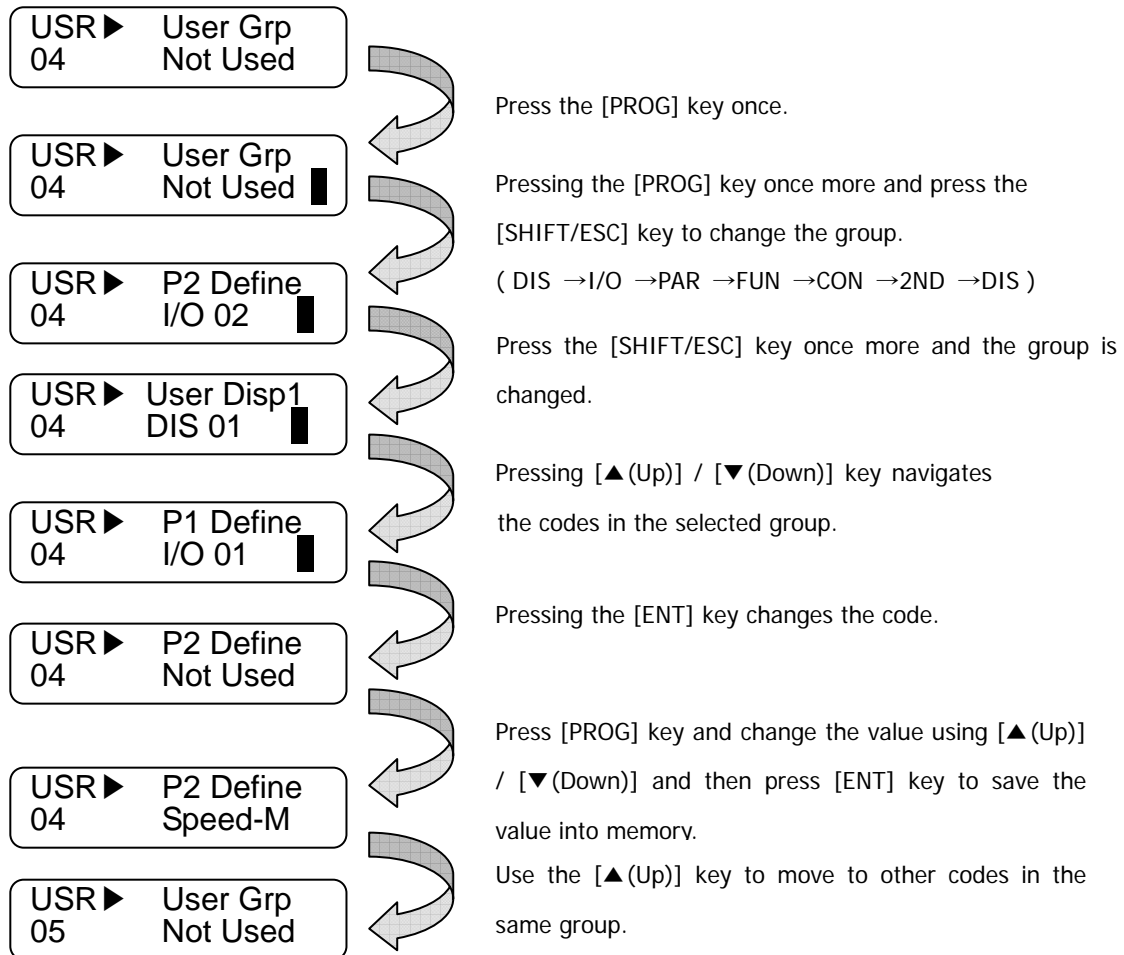 USR▶ User Grp
04 Not Used
Press the [PROG] key once.
USR▶ User Grp
04 Not Used
Pressing the [PROG] key once more and press the
[SHIFT/ESC] key to change the group.
( DIS →I/O →PAR →FUN →CON →2ND →DIS )
USR▶ P2 Define
04 I/O 02
Press the [SHIFT/ESC] key once more and the group is
changed.
USR▶ User Disp1
04 DIS 01
Pressing [▲(Up)] / [▼(Down)] key navigates
the codes in the selected group.
USR▶ P1 Define
04 I/O 01
Pressing the [ENT] key changes the code.
USR▶ P2 Define
04 Not Used
Press [PROG] key and change the value using [▲(Up)]
/ [▼(Down)] and then press [ENT] key to save the
value into memory.
USR▶ P2 Define
04 Speed-M
Use the [▲(Up)] key to move to other codes in the
same group.
USR▶ User Grp
05 Not Used